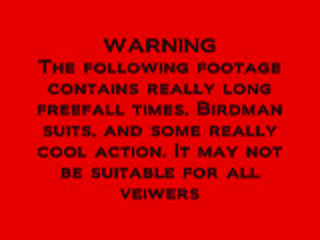 WARNING
THE FOLLOWING FOOTAGE
CONTAINS REALLY LONG
FREEFALL TIMES, BIRDMAN
SUITS, AND SOME REALLY
COOL ACTION. IT MAY NOT
BE SUITABLE FOR ALL
VEIWERS